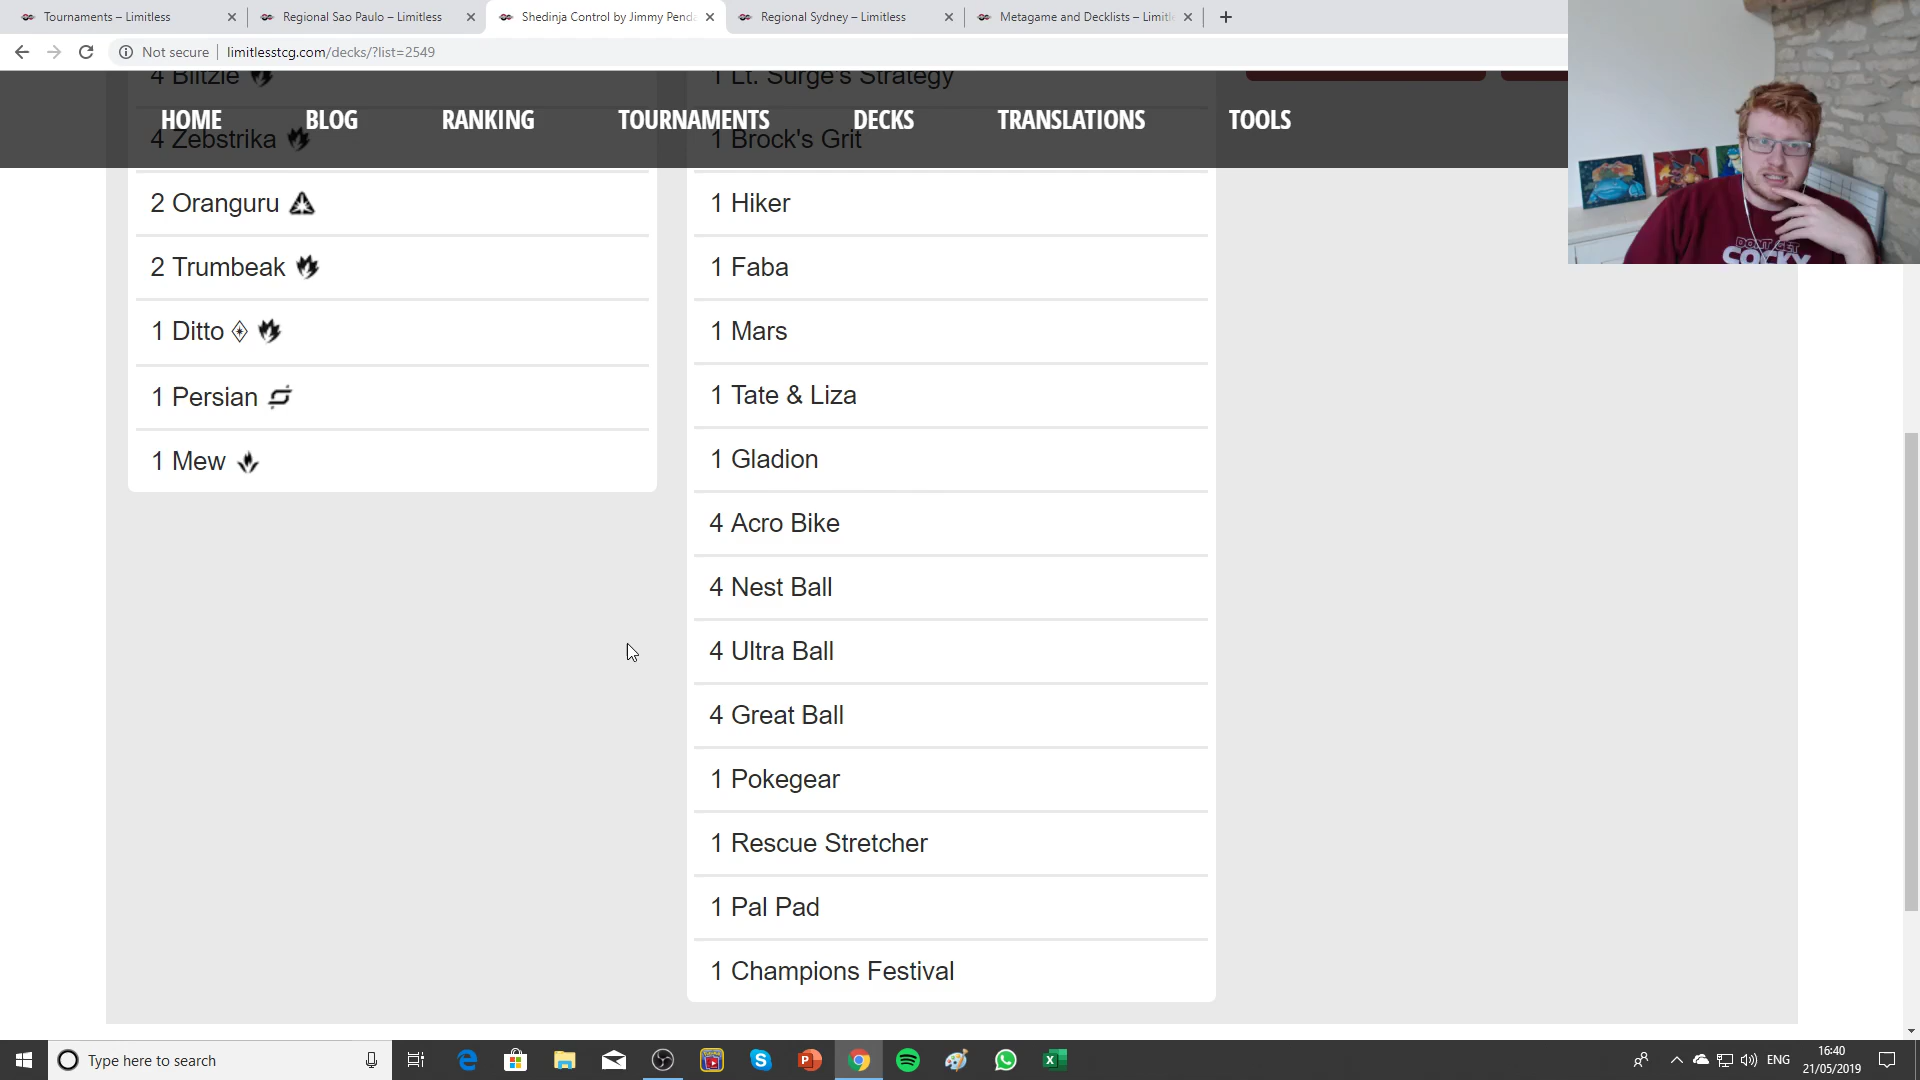 Tournaments – Limitless
Regional Sao Paulo – Limitless
Shedinja Control by Jimmy Penda
Regional Sydney – Limitless
Metagame and Decklists – Limitl
Not secure
limitlesstcg.com/decks/?list=2549
4 Blitzle
1 Lt. Surge's Strategy
HOME
BLOG
RANKING
TOURNAMENTS
DECKS
TRANSLATIONS
TOOLS
4 Zebstrika
1 Brock's Grit
2 Oranguru
2 Trumbeak
1 Ditto
1 Persian
1 Mew
1 Hiker
1 Faba
1 Mars
1 Tate & Liza
1 Gladion
4 Acro Bike
4 Nest Ball
4 Ultra Ball
4 Great Ball
1 Pokegear
1 Rescue Stretcher
1 Pal Pad
1 Champions Festival
DON'T GET
COCKY
Type here to search
ENG
16:40
21/05/2019